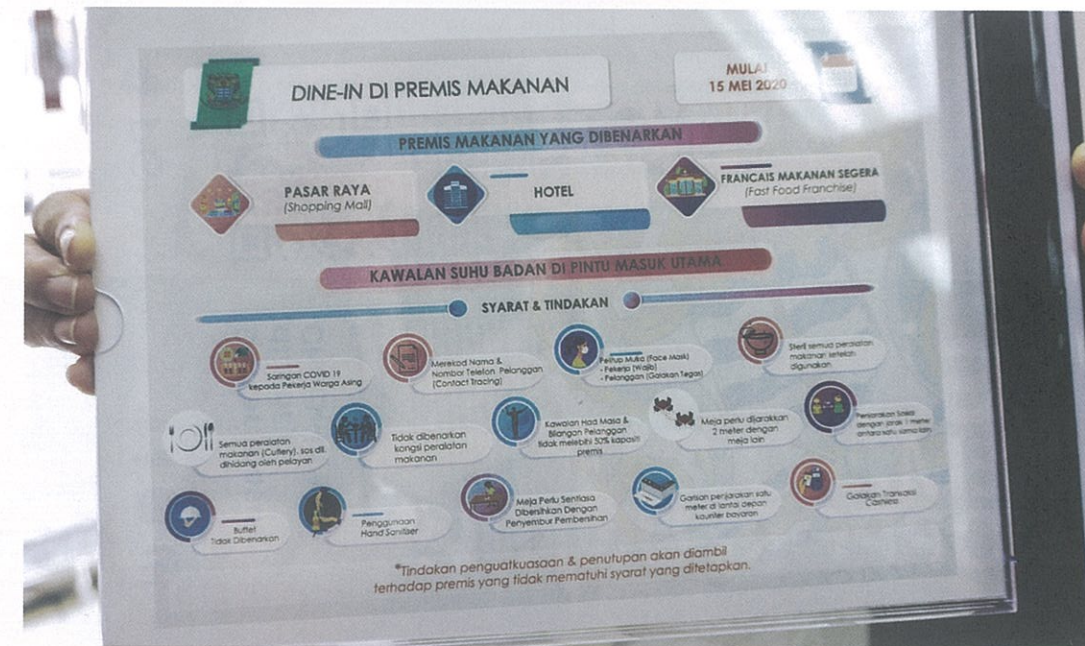 DINE-IN DI PREMIS MAKANAN
MULAI
15 MEI 2020
PREMIS MAKANAN YANG DIBENARKAN
PASAR RAYA
(Shopping Mall)
HOTEL
FRANCAIS MAKANAN SEGERA
(Fast Food Franchise)
KAWALAN SUHU BADAN DI PINTU MASUK UTAMA
SYARAT & TINDAKAN
Saringan COVID 19
kepada Pekerja Warga Asing
Merekod Nama &
Nombor Telefon Pelanggan
(Contact Tracing)
Pelitup Muka (Face Mask)
- Pekerja (Wajib)
- Pelanggan (Galakan Tegas)
Steril semua peralatan
makanan setelah
digunakan
Semua peralatan
makanan (Cutlery), sos dll
dihidang oleh pelayan
Tidak dibenarkan
kongsi peralatan
makanan
Kawalan Had Masa &
Bilangan Pelanggan
tidak melebihi 50% kapasiti
premis
Meja perlu dijarakkan
2 meter dengan
meja lain
Penjarakan Sosial
dengan jarak 1 meter
antara satu sama lain
Buffet
Tidak Dibenarkan
Penggunaan
Hand Sanitiser
Meja Perlu Sentiasa
Dibersihkan Dengan
Penyembur Pembersihan
Garisan penjarakan satu
meter di lantai depan
kaunter bayaran
Galakan Transaksi
Cashless
*Tindakan penguatkuasaan & penutupan akan diambil
terhadap premis yang tidak mematuhi syarat yang ditetapkan.